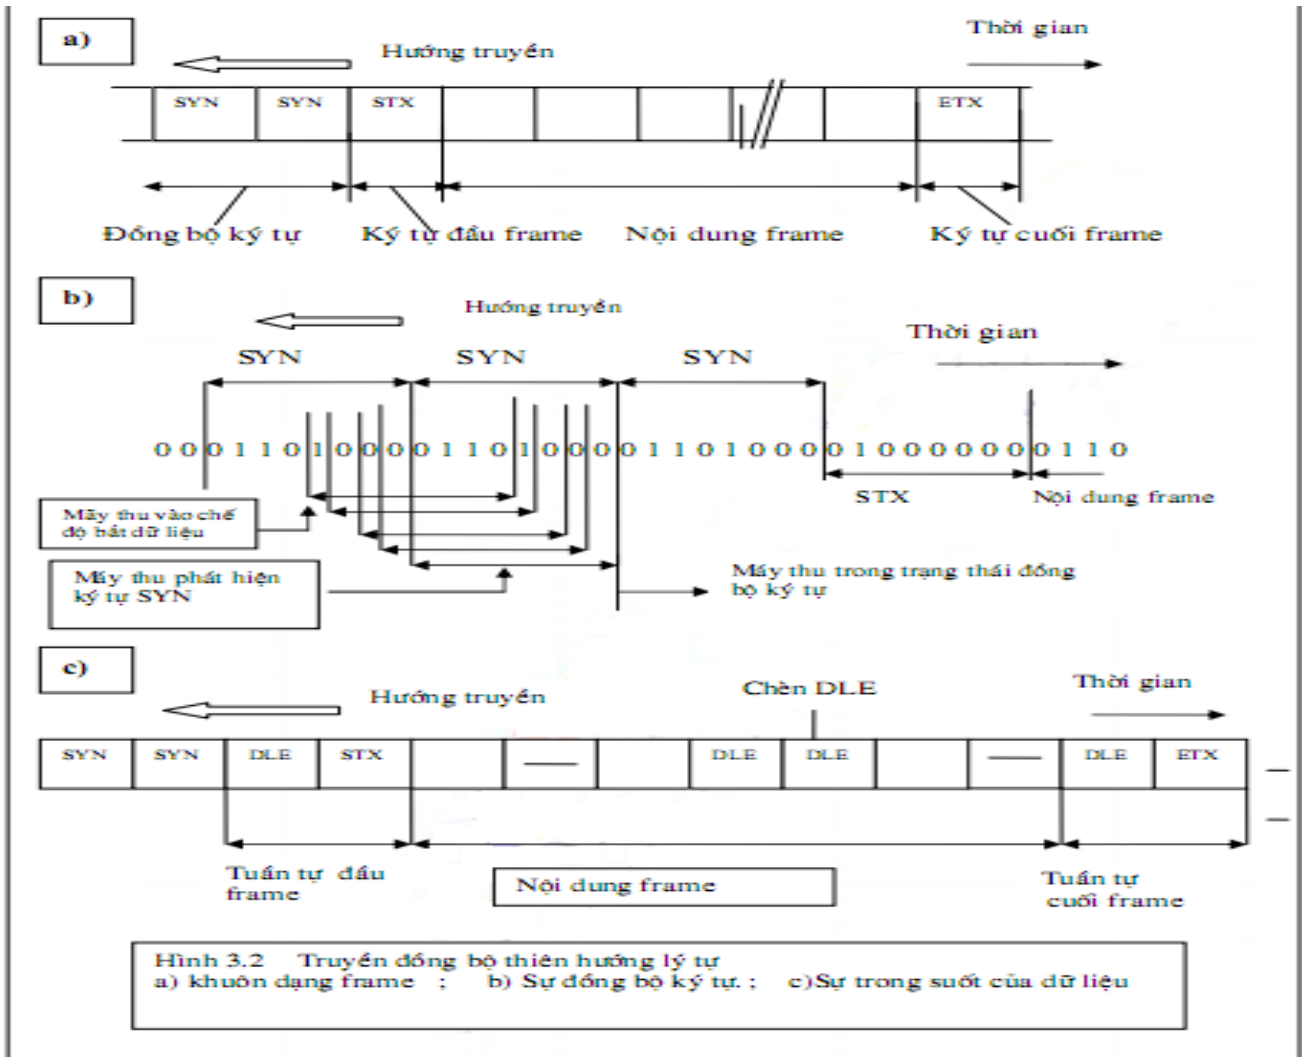 a)
Thời gian
Hướng truyền
SYN SYN STX ETX
Đồng bộ ký tự Ký tự đầu frame Nội dung frame Ký tự cuối frame
b)
Hướng truyền
Thời gian
SYN SYN SYN
0 0 0 1 1 0 1 0 0 0 0 1 1 0 1 0 0 0 0 1 1 0 1 0 0 0 0 1 0 0 0 0 0 0 0 1 1 0
STX Nội dung frame
Mãy thu vào chế
độ bắt dữ liệu
Máy thu phát hiện
ký tự SYN
Máy thu trong trạng thái đồng
bộ ký tự
c)
Hướng truyền
Chèn DLE
Thời gian
SYN SYN DLE STX — DLE DLE — DLE ETX
Tuần tự đầu
frame
Nội dung frame
Tuần tự
cuối frame
Hình 3.2 Truyền đồng bộ thiên hướng lý tự
a) khuôn dạng frame ; b) Sự đồng bộ ký tự. ; c)Sự trong suốt của dữ liệu